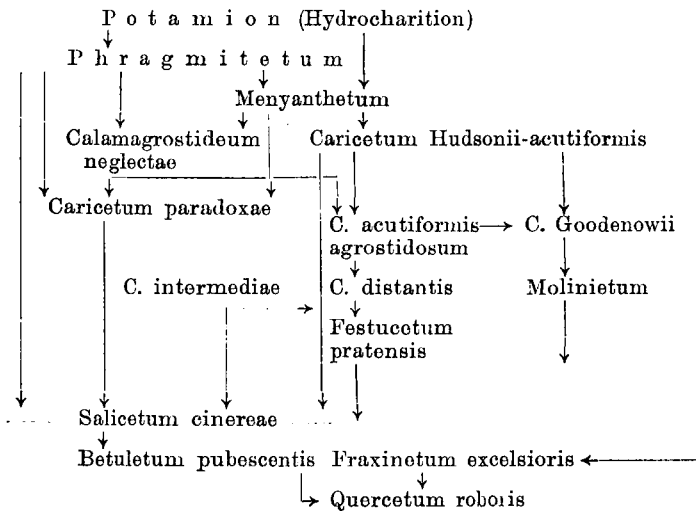 Potamion (Hydrocharition)
Phragmitetum
Menyanthetum
Calamagrostideum neglectae
Caricetum Hudsonii-acutiformis
Caricetum paradoxae
C. acutiformis agrostidosum
C. Goodenowii
C. intermediae
C. distantis
Molinietum
Festucetum pratensis
Salicetum cinereae
Betuletum pubescentis
Fraxinetum excelsioris
Quercetum roboris